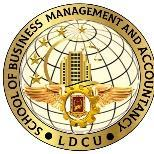 SCHOOL OF BUSINESS MANAGEMENT AND ACCOUNTANCY
• LDCU •